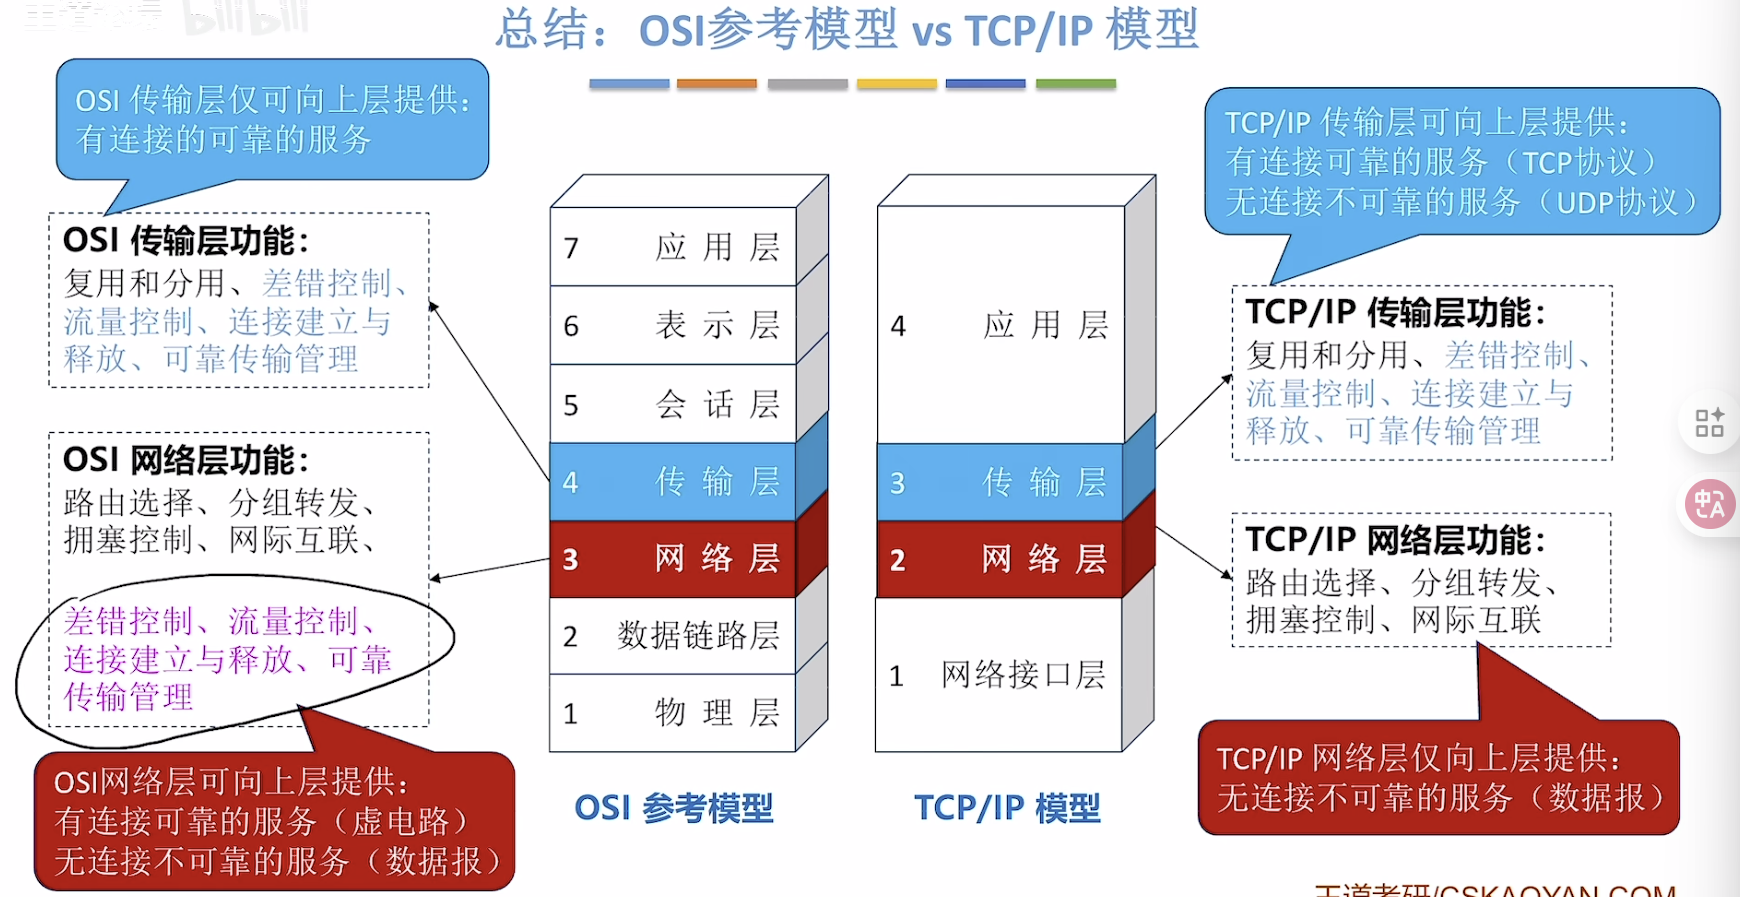 总结：OSI参考模型 vs TCP/IP 模型
OSI 传输层仅可向上层提供：
有连接的可靠的服务
OSI 传输层功能：
复用和分用、差错控制、
流量控制、连接建立与
释放、可靠传输管理
OSI 网络层功能：
路由选择、分组转发、
拥塞控制、网际互联、
差错控制、流量控制、
连接建立与释放、可靠
传输管理
OSI网络层可向上层提供：
有连接可靠的服务（虚电路）
无连接不可靠的服务（数据报）
7 应用层
6 表示层
5 会话层
4 传输层
3 网络层
2 数据链路层
1 物理层
OSI 参考模型
4 应用层
3 传输层
2 网络层
1 网络接口层
TCP/IP 模型
TCP/IP 传输层可向上层提供：
有连接可靠的服务（TCP协议）
无连接不可靠的服务（UDP协议）
TCP/IP 传输层功能：
复用和分用、差错控制、
流量控制、连接建立与
释放、可靠传输管理
TCP/IP 网络层功能：
路由选择、分组转发、
拥塞控制、网际互联
TCP/IP 网络层仅向上层提供：
无连接不可靠的服务（数据报）
中
A
bilibili
王道考研/CSKAOYAN.COM